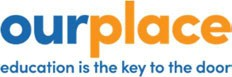 ourplace
education is the key to the door